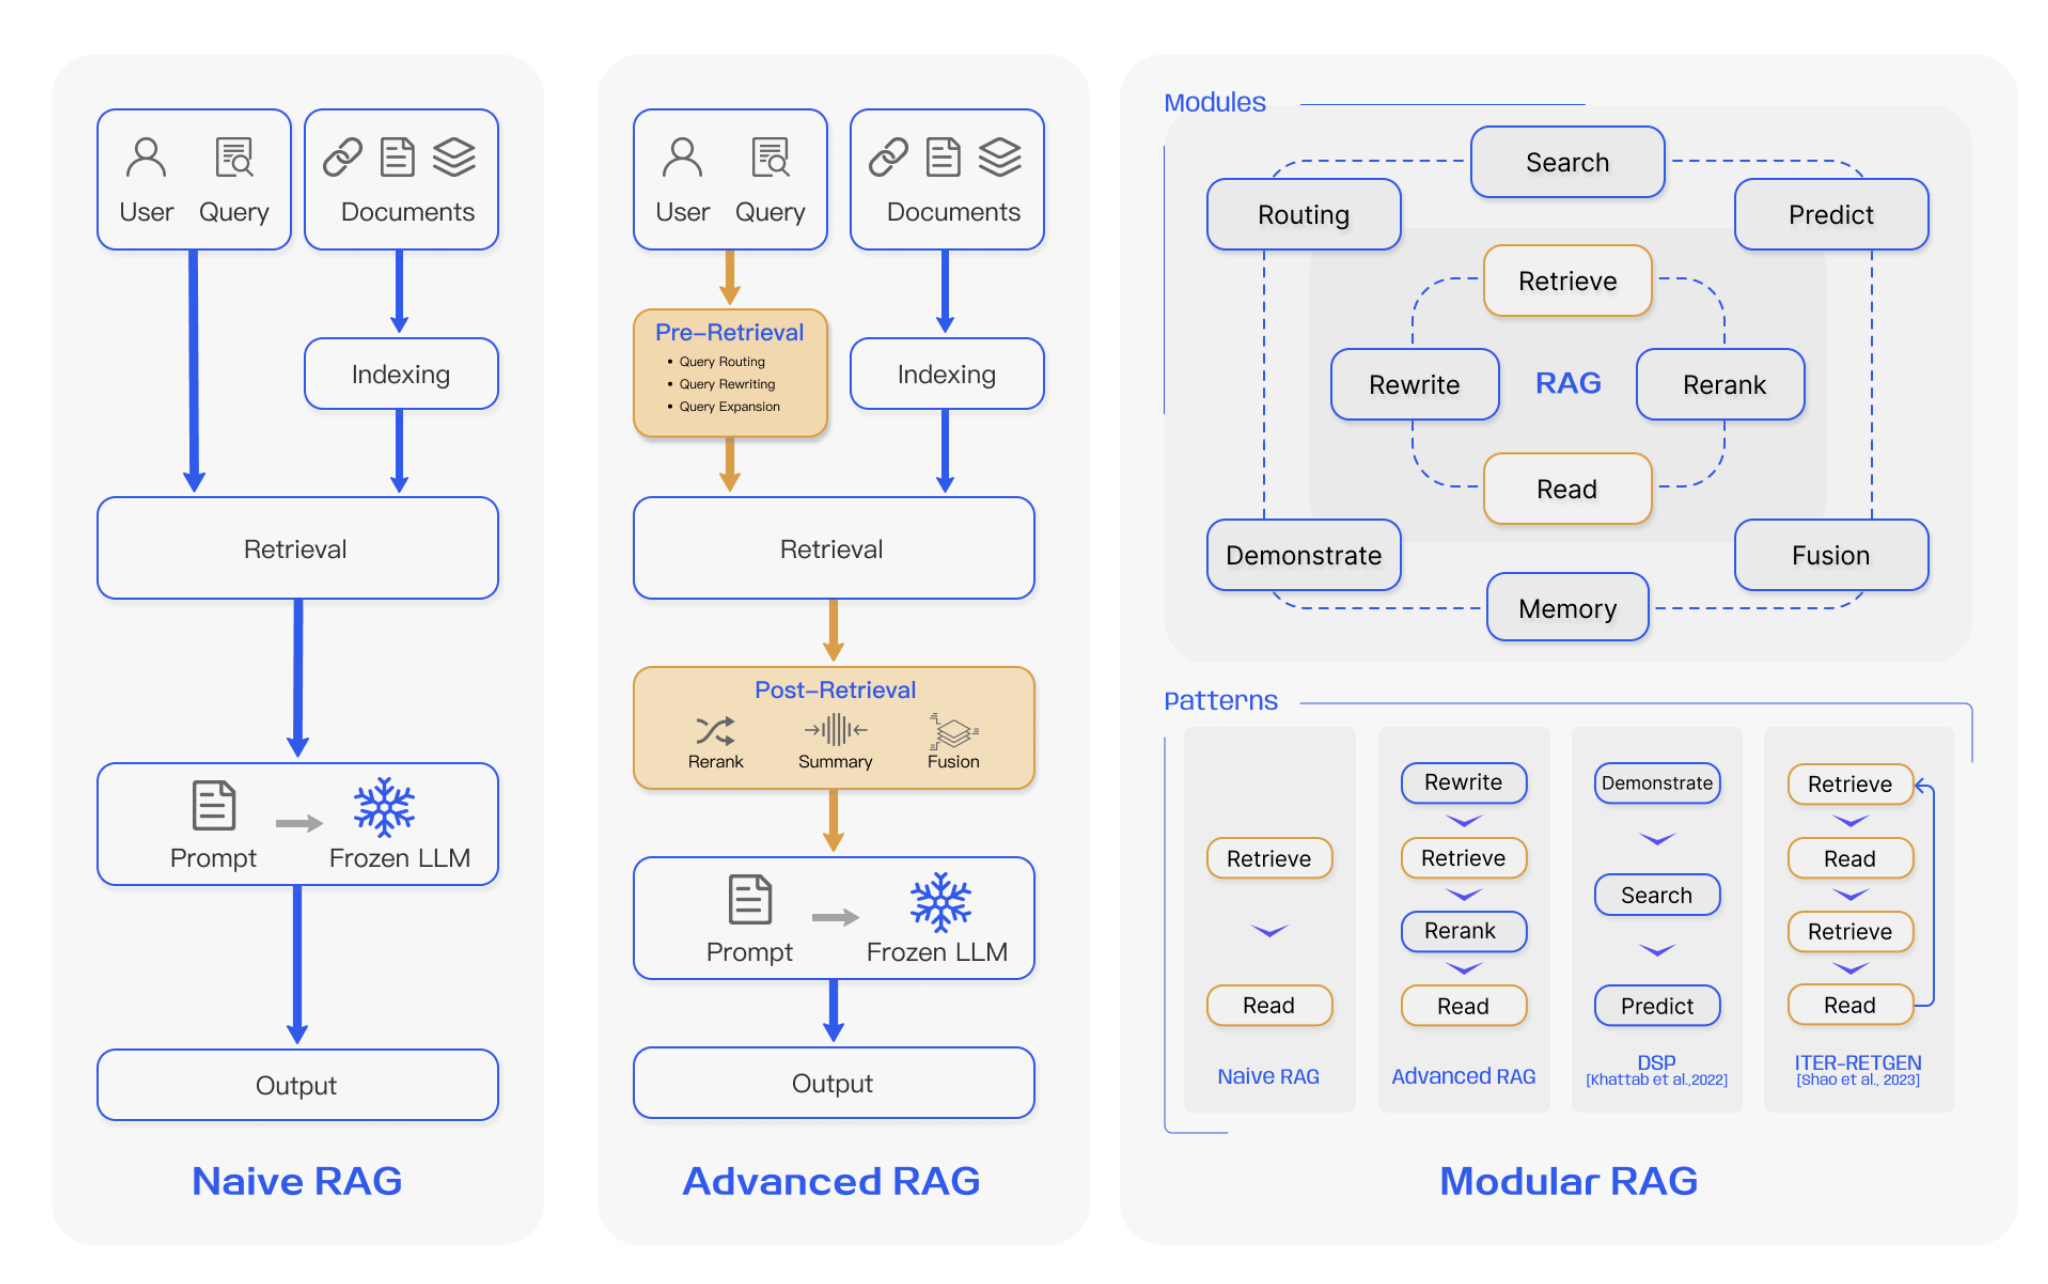 User Query
Documents
Indexing
Retrieval
Prompt
Frozen LLM
Output
Naive RAG
User Query
Documents
Pre-Retrieval
• Query Routing
• Query Rewriting
• Query Expansion
Indexing
Retrieval
Post-Retrieval
Rerank
Summary
Fusion
Prompt
Frozen LLM
Output
Advanced RAG
Modules
Search
Routing
Predict
Retrieve
Rewrite
RAG
Rerank
Read
Demonstrate
Fusion
Memory
Patterns
Retrieve
Read
Naive RAG
Rewrite
Retrieve
Rerank
Read
Advanced RAG
Demonstrate
Search
Predict
DSP
[Khattab et al.,2022]
Retrieve
Read
Retrieve
Read
ITER-RETGEN
[Shao et al., 2023]
Modular RAG